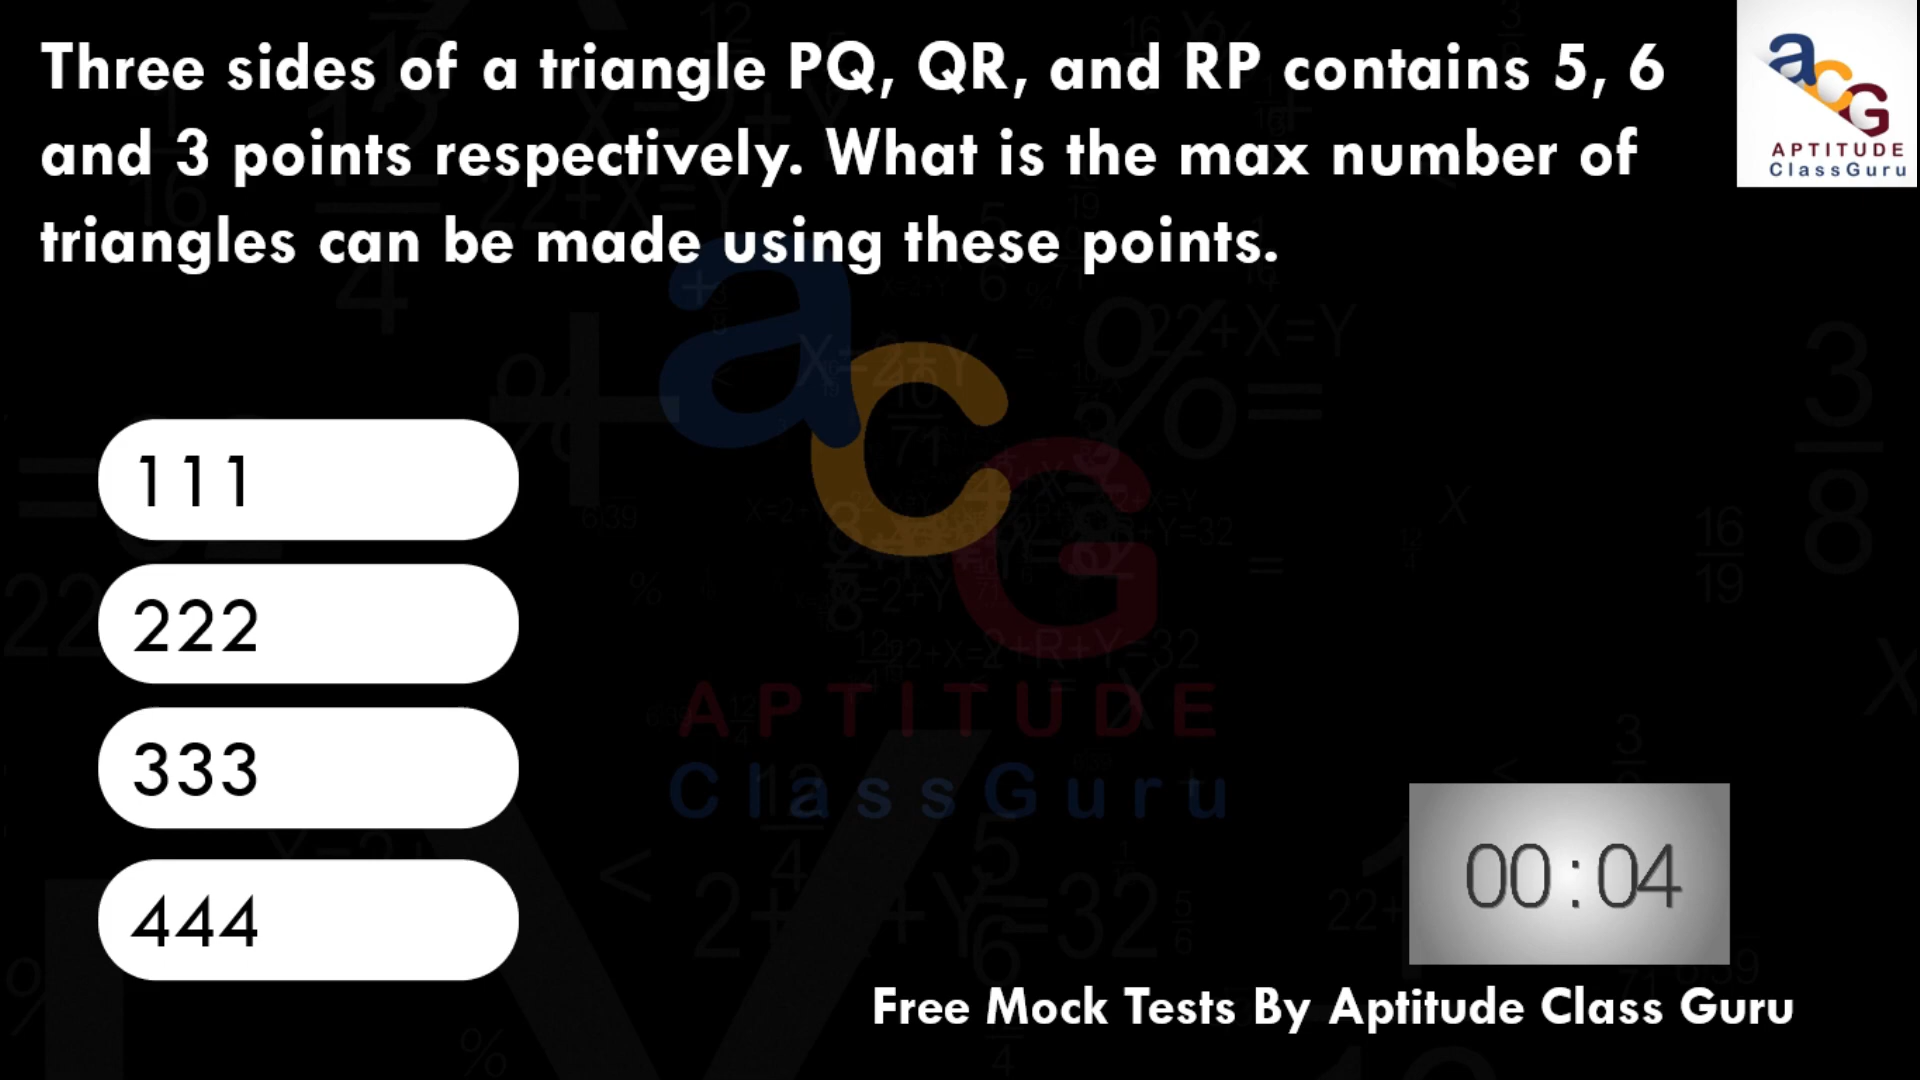 Three sides of a triangle PQ, QR, and RP contains 5, 6
and 3 points respectively. What is the max number of
triangles can be made using these points.
acG
APTITUDE
ClassGuru
111
222
333
444
acG
APTITUDE
ClassGuru
00:04
Free Mock Tests By Aptitude Class Guru